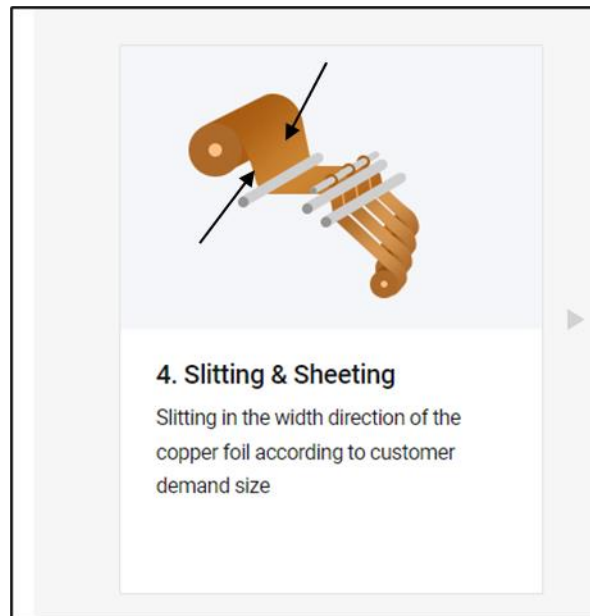 4. Slitting & Sheeting
Slitting in the width direction of the
copper foil according to customer
demand size